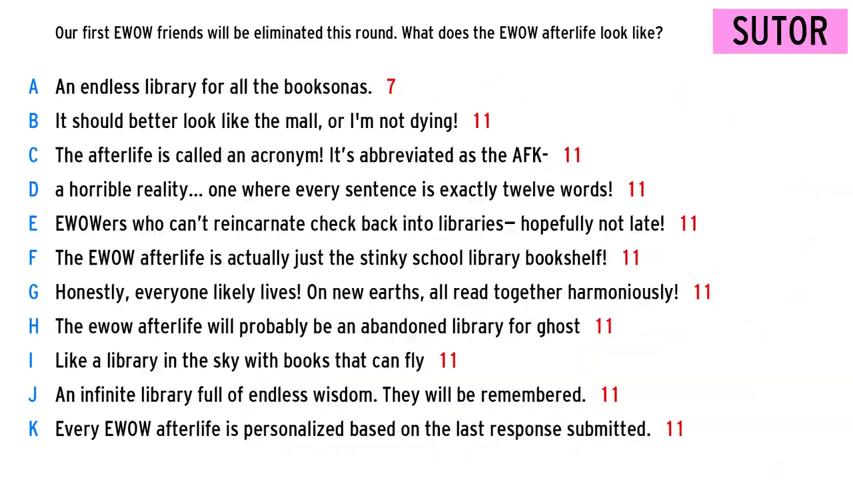 Our first EWOW friends will be eliminated this round. What does the EWOW afterlife look like?
SUTOR
A An endless library for all the booksonas. 7
B It should better look like the mall, or I'm not dying! 11
C The afterlife is called an acronym! It’s abbreviated as the AFK- 11
D a horrible reality... one where every sentence is exactly twelve words! 11
E EWOWers who can’t reincarnate check back into libraries— hopefully not late! 11
F The EWOW afterlife is actually just the stinky school library bookshelf! 11
G Honestly, everyone likely lives! On new earths, all read together harmoniously! 11
H The ewow afterlife will probably be an abandoned library for ghost 11
I Like a library in the sky with books that can fly 11
J An infinite library full of endless wisdom. They will be remembered. 11
K Every EWOW afterlife is personalized based on the last response submitted. 11